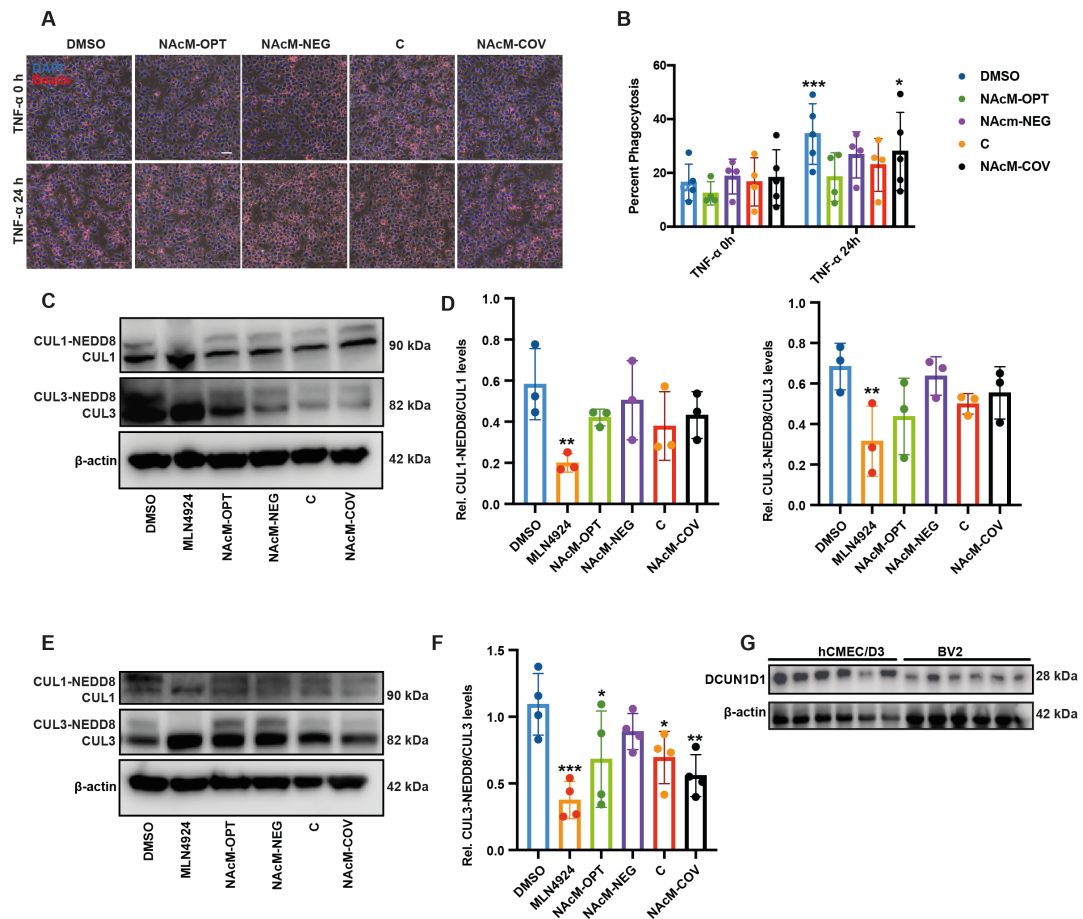 A
DMSO
NAcM-OPT
NAcM-NEG
C
NAcM-COV
DAPI
Beads
TNF-α 0 h
TNF-α 24 h
B
Percent Phagocytosis
60
40
20
0
***
*
TNF-α 0h
TNF-α 24h
DMSO
NAcM-OPT
NAcm-NEG
C
NAcM-COV
C
CUL1-NEDD8
CUL1
90 kDa
CUL3-NEDD8
CUL3
82 kDa
β-actin
42 kDa
DMSO
MLN4924
NAcM-OPT
NAcM-NEG
C
NAcM-COV
D
Rel. CUL1-NEDD8/CUL1 levels
1.0
0.8
0.6
0.4
0.2
0.0
**
DMSO
MLN4924
NAcM-OPT
NAcM-NEG
C
NAcM-COV
Rel. CUL3-NEDD8/CUL3 levels
1.0
0.8
0.6
0.4
0.2
0.0
**
DMSO
MLN4924
NAcM-OPT
NAcM-NEG
C
NAcM-COV
E
CUL1-NEDD8
CUL1
90 kDa
CUL3-NEDD8
CUL3
82 kDa
β-actin
42 kDa
DMSO
MLN4924
NAcM-OPT
NAcM-NEG
C
NAcM-COV
F
Rel. CUL3-NEDD8/CUL3 levels
1.5
1.0
0.5
0.0
***
*
*
**
DMSO
MLN4924
NAcM-OPT
NAcM-NEG
C
NAcM-COV
G
hCMEC/D3
BV2
DCUN1D1
28 kDa
β-actin
42 kDa